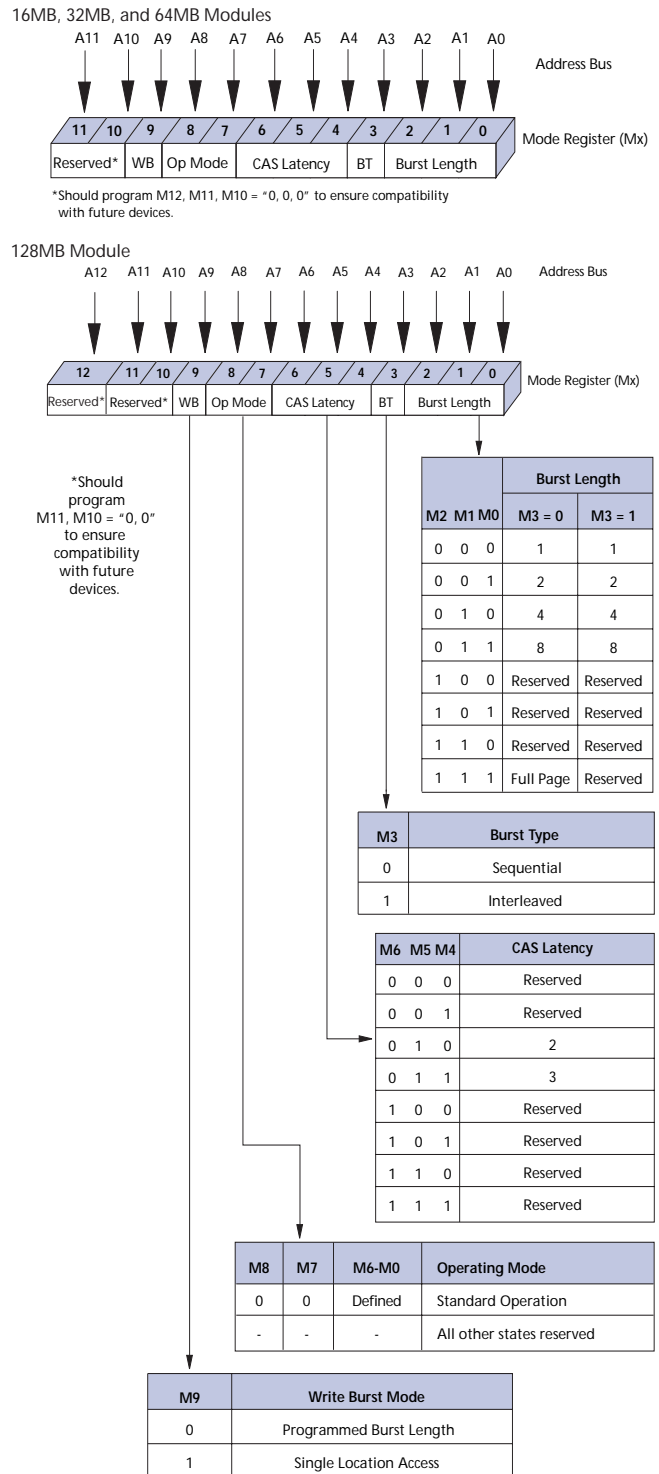 16MB, 32MB, and 64MB Modules
A11 A10 A9 A8 A7 A6 A5 A4 A3 A2 A1 A0
Address Bus
11 10 9 8 7 6 5 4 3 2 1 0
Mode Register (Mx)
Reserved* WB Op Mode CAS Latency BT Burst Length
*Should program M12, M11, M10 = “0, 0, 0” to ensure compatibility
with future devices.
128MB Module
A12 A11 A10 A9 A8 A7 A6 A5 A4 A3 A2 A1 A0 Address Bus
12 11 10 9 8 7 6 5 4 3 2 1 0
Mode Register (Mx)
Reserved* Reserved* WB Op Mode CAS Latency BT Burst Length
*Should
program
M11, M10 = “0, 0”
to ensure
compatibility
with future
devices.
Burst Length
M2 M1 M0 M3 = 0 M3 = 1
0 0 0 1 1
0 0 1 2 2
0 1 0 4 4
0 1 1 8 8
1 0 0 Reserved Reserved
1 0 1 Reserved Reserved
1 1 0 Reserved Reserved
1 1 1 Full Page Reserved
M3 Burst Type
0 Sequential
1 Interleaved
M6 M5 M4 CAS Latency
0 0 0 Reserved
0 0 1 Reserved
0 1 0 2
0 1 1 3
1 0 0 Reserved
1 0 1 Reserved
1 1 0 Reserved
1 1 1 Reserved
M8 M7 M6-M0 Operating Mode
0 0 Defined Standard Operation
- - - All other states reserved
M9 Write Burst Mode
0 Programmed Burst Length
1 Single Location Access